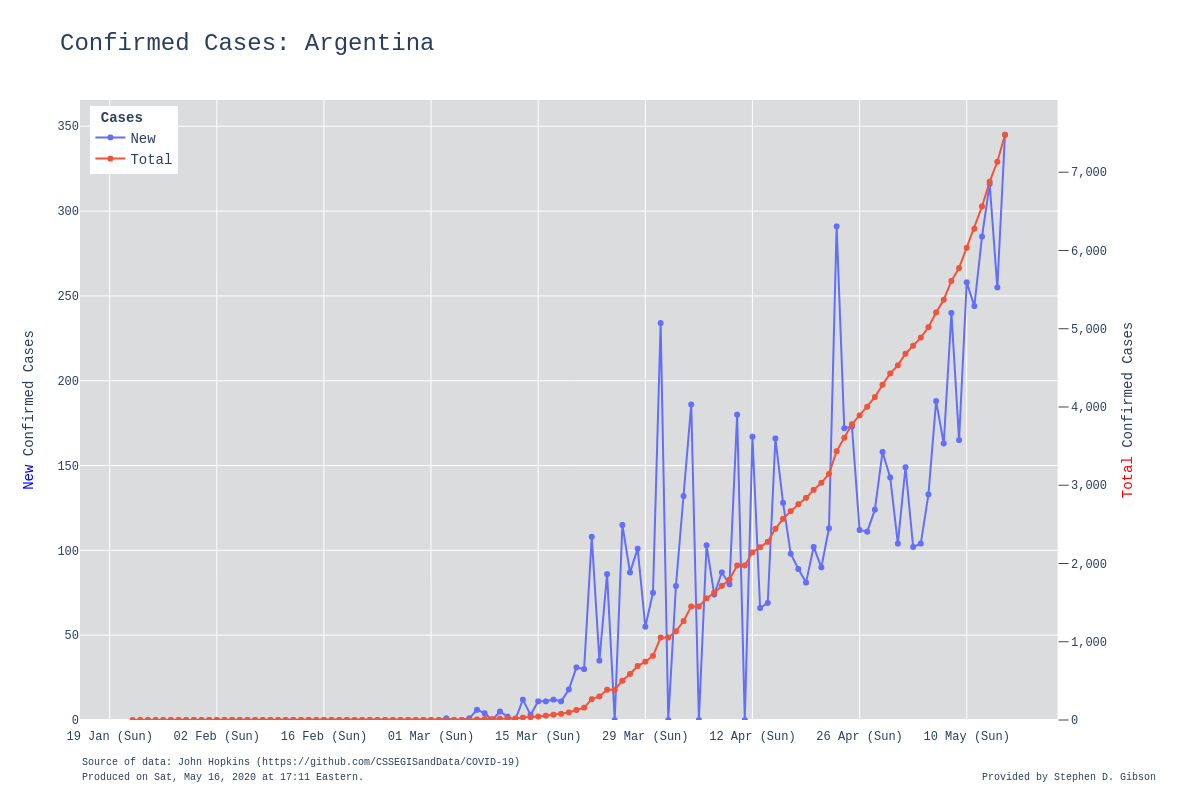 Confirmed Cases: Argentina
Cases
New
Total
350
300
250
200
150
100
50
0
New Confirmed Cases
7,000
6,000
5,000
4,000
3,000
2,000
1,000
0
Total Confirmed Cases
19 Jan (Sun) 02 Feb (Sun) 16 Feb (Sun) 01 Mar (Sun) 15 Mar (Sun) 29 Mar (Sun) 12 Apr (Sun) 26 Apr (Sun) 10 May (Sun)
Source of data: John Hopkins (https://github.com/CSSEGISandData/COVID-19)
Produced on Sat, May 16, 2020 at 17:11 Eastern.
Provided by Stephen D. Gibson